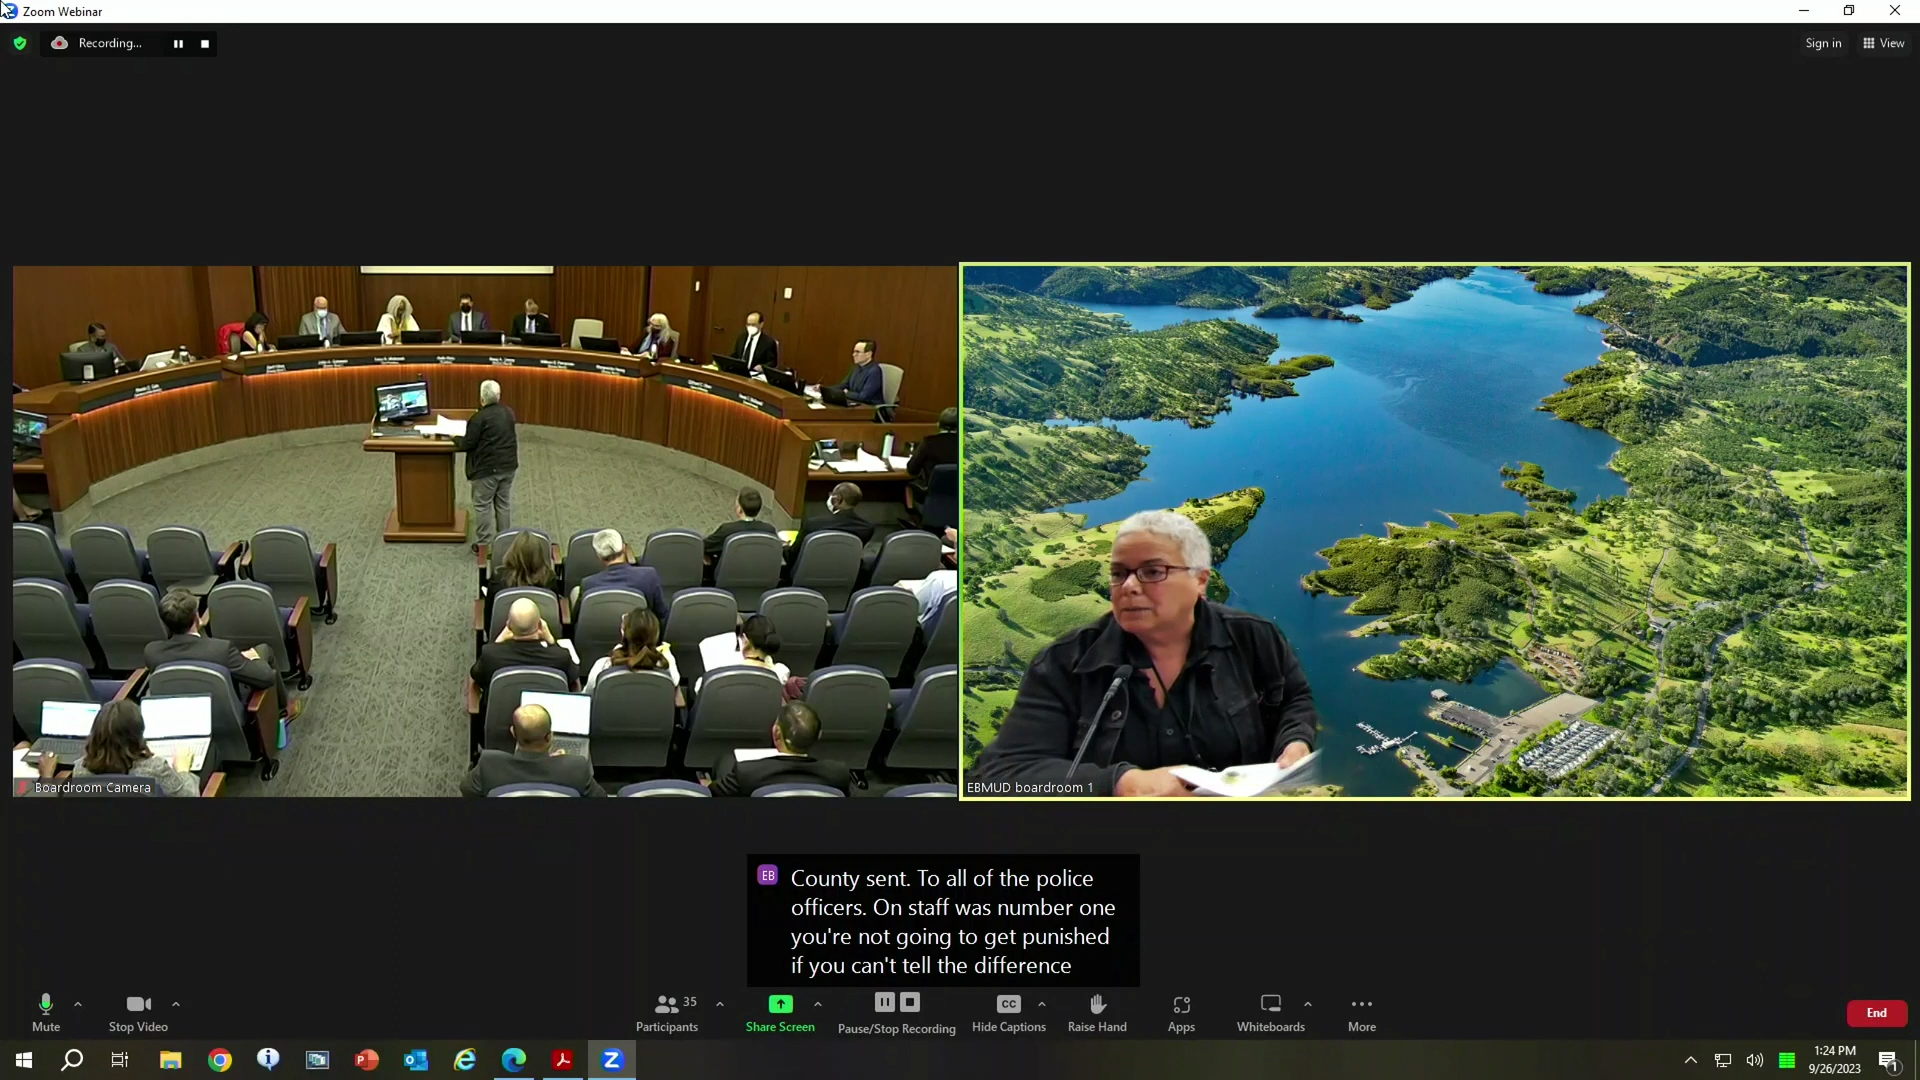 Zoom Webinar
Recording...
Sign in
View
Boardroom Camera
EBMUD boardroom 1
EB
County sent. To all of the police
officers. On staff was number one
you're not going to get punished
if you can't tell the difference
Mute
Stop Video
Participants
35
Share Screen
Pause/Stop Recording
CC
Hide Captions
Raise Hand
Apps
Whiteboards
More
End
1:24 PM
9/26/2023
1